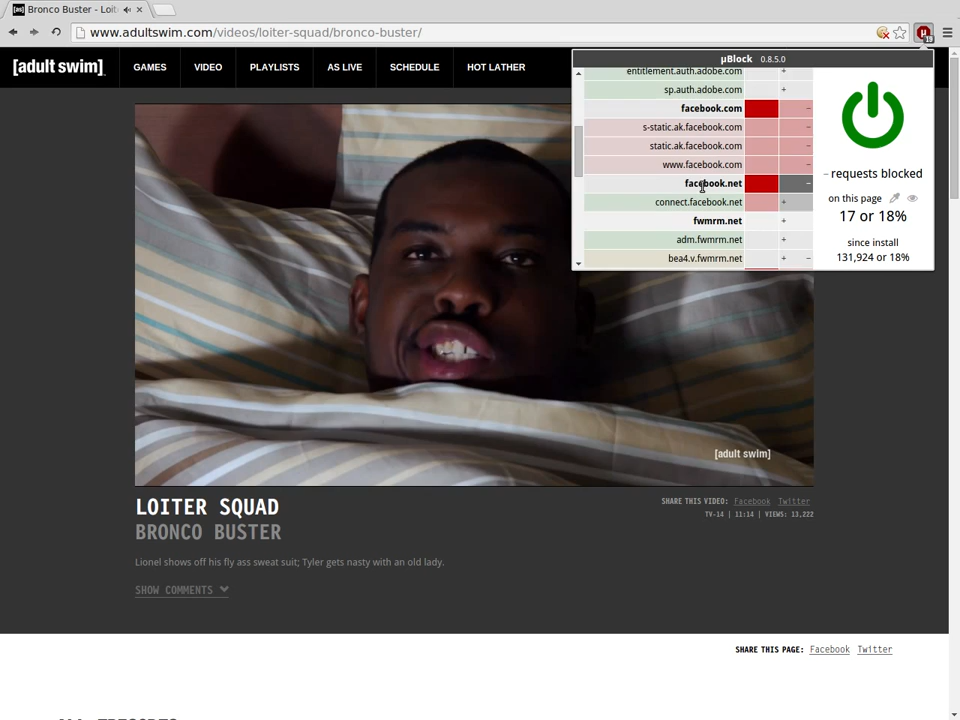 [as] Bronco Buster - Loit
www.adultswim.com/videos/loiter-squad/bronco-buster/
19
[adult swim]
GAMES VIDEO PLAYLISTS AS LIVE SCHEDULE HOT LATHER
µBlock 0.8.5.0
entitlement.auth.adobe.com +
sp.auth.adobe.com +
facebook.com –
s-static.ak.facebook.com –
static.ak.facebook.com –
www.facebook.com –
facebook.net –
connect.facebook.net +
fwmrm.net +
adm.fwmrm.net +
bea4.v.fwmrm.net + –
– requests blocked
on this page
17 or 18%
since install
131,924 or 18%
[adult swim]
LOITER SQUAD
BRONCO BUSTER
SHARE THIS VIDEO: Facebook Twitter
TV-14 | 11:14 | VIEWS: 13,222
Lionel shows off his fly ass sweat suit; Tyler gets nasty with an old lady.
SHOW COMMENTS
SHARE THIS PAGE: Facebook Twitter